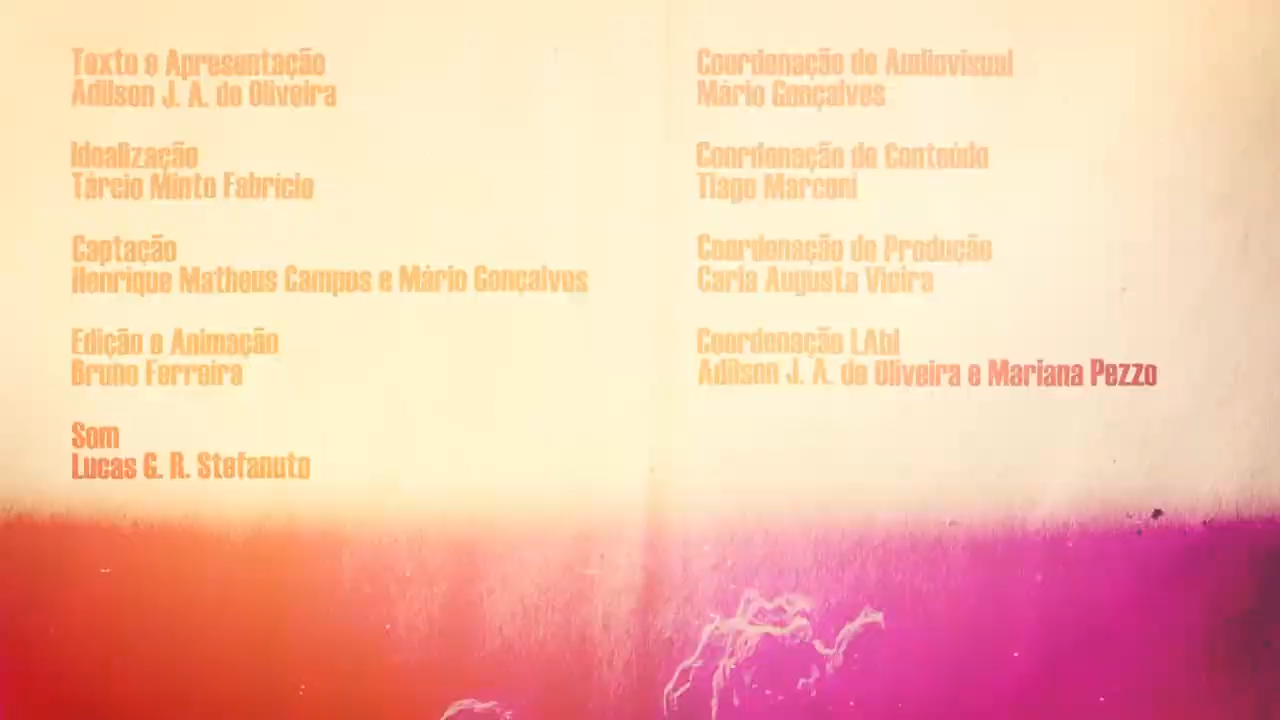 Texto e Apresentação
Adilson J. A. de Oliveira
Idealização
Tárcio Minto Fabrício
Captação
Henrique Matheus Campos e Mário Gonçalves
Edição e Animação
Bruno Ferreira
Som
Lucas G. R. Stefanuto
Coordenação de Audiovisual
Mário Gonçalves
Coordenação de Conteúdo
Tiago Marconi
Coordenação de Produção
Carla Augusta Vieira
Coordenação LAbI
Adilson J. A. de Oliveira e Mariana Pezzo